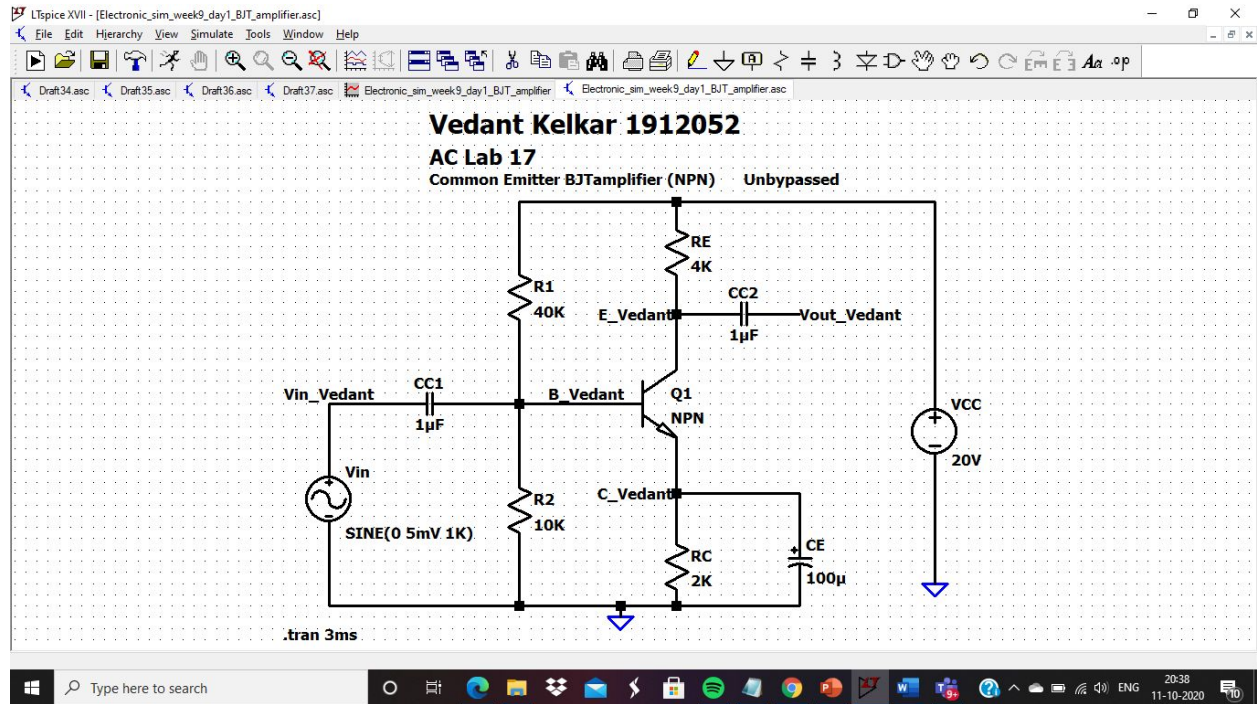 LTspice XVII - [Electronic_sim_week9_day1_BJT_amplifier.asc]
File Edit Hierarchy View Simulate Tools Window Help
Draft34.asc Draft35.asc Draft36.asc Draft37.asc Electronic_sim_week9_day1_BJT_amplifier Electronic_sim_week9_day1_BJT_amplifier.asc
Vedant Kelkar 1912052
AC Lab 17
Common Emitter BJTamplifier (NPN) Unbypassed
RE
4K
R1
40K
CC2
E_Vedant
Vout_Vedant
1µF
Vin_Vedant
CC1
1µF
B_Vedant
Q1
NPN
VCC
20V
Vin
SINE(0 5mV 1K)
R2
10K
C_Vedant
RC
2K
CE
100µ
.tran 3ms
Type here to search
ENG
20:38
11-10-2020